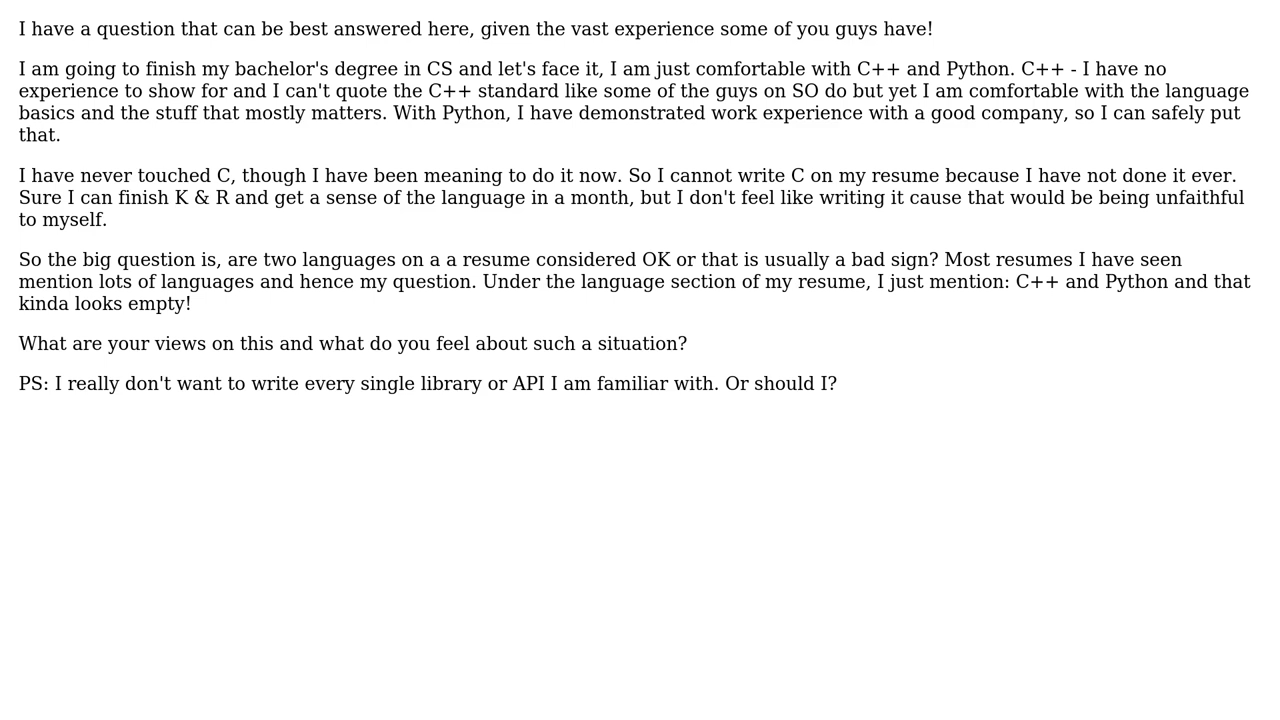 I have a question that can be best answered here, given the vast experience some of you guys have!
I am going to finish my bachelor's degree in CS and let's face it, I am just comfortable with C++ and Python. C++ - I have no
experience to show for and I can't quote the C++ standard like some of the guys on SO do but yet I am comfortable with the language
basics and the stuff that mostly matters. With Python, I have demonstrated work experience with a good company, so I can safely put
that.
I have never touched C, though I have been meaning to do it now. So I cannot write C on my resume because I have not done it ever.
Sure I can finish K & R and get a sense of the language in a month, but I don't feel like writing it cause that would be being unfaithful
to myself.
So the big question is, are two languages on a a resume considered OK or that is usually a bad sign? Most resumes I have seen
mention lots of languages and hence my question. Under the language section of my resume, I just mention: C++ and Python and that
kinda looks empty!
What are your views on this and what do you feel about such a situation?
PS: I really don't want to write every single library or API I am familiar with. Or should I?